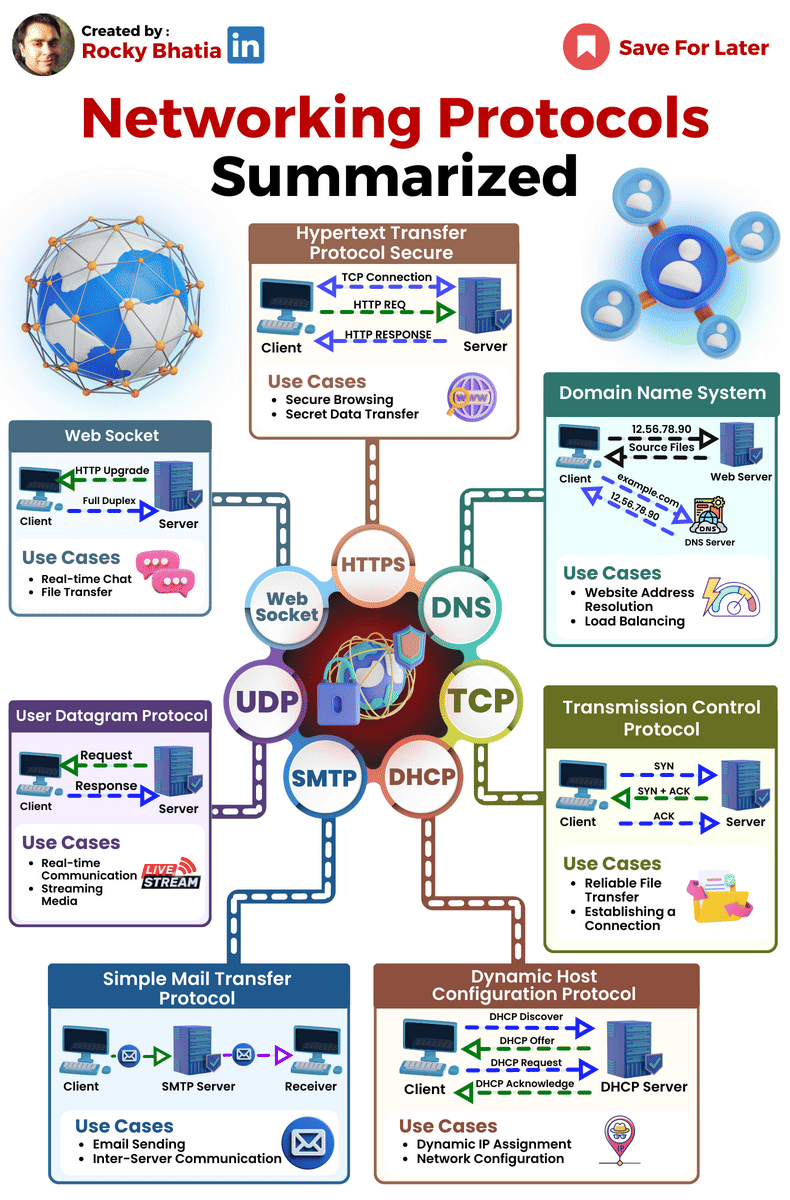 Created by :
Rocky Bhatia
in
Save For Later
Networking Protocols
Summarized
Hypertext Transfer
Protocol Secure
TCP Connection
HTTP REQ
HTTP RESPONSE
Client
Server
Use Cases
• Secure Browsing
• Secret Data Transfer
WWW
Domain Name System
12.56.78.90
Source Files
Client
Web Server
example.com
12.56.78.90
DNS
DNS Server
Use Cases
• Website Address
Resolution
• Load Balancing
Web Socket
HTTP Upgrade
Full Duplex
Client
Server
Use Cases
• Real-time Chat
• File Transfer
HTTPS
Web
Socket
DNS
UDP
TCP
SMTP
DHCP
User Datagram Protocol
Request
Response
Client
Server
Use Cases
• Real-time
Communication
• Streaming
Media
LIVE
STREAM
Transmission Control
Protocol
SYN
SYN + ACK
ACK
Client
Server
Use Cases
• Reliable File
Transfer
• Establishing a
Connection
Simple Mail Transfer
Protocol
Client
SMTP Server
Receiver
Use Cases
• Email Sending
• Inter-Server Communication
Dynamic Host
Configuration Protocol
DHCP Discover
DHCP Offer
DHCP Request
DHCP Acknowledge
Client
DHCP Server
Use Cases
• Dynamic IP Assignment
• Network Configuration
IP